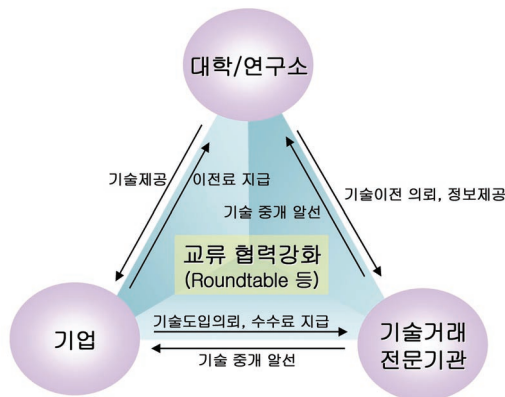 대학/연구소
기술제공
이전료 지급
기술이전 의뢰, 정보제공
기술 중개 알선
교류 협력강화
(Roundtable 등)
기업
기술도입의뢰, 수수료 지급
기술 중개 알선
기술거래
전문기관